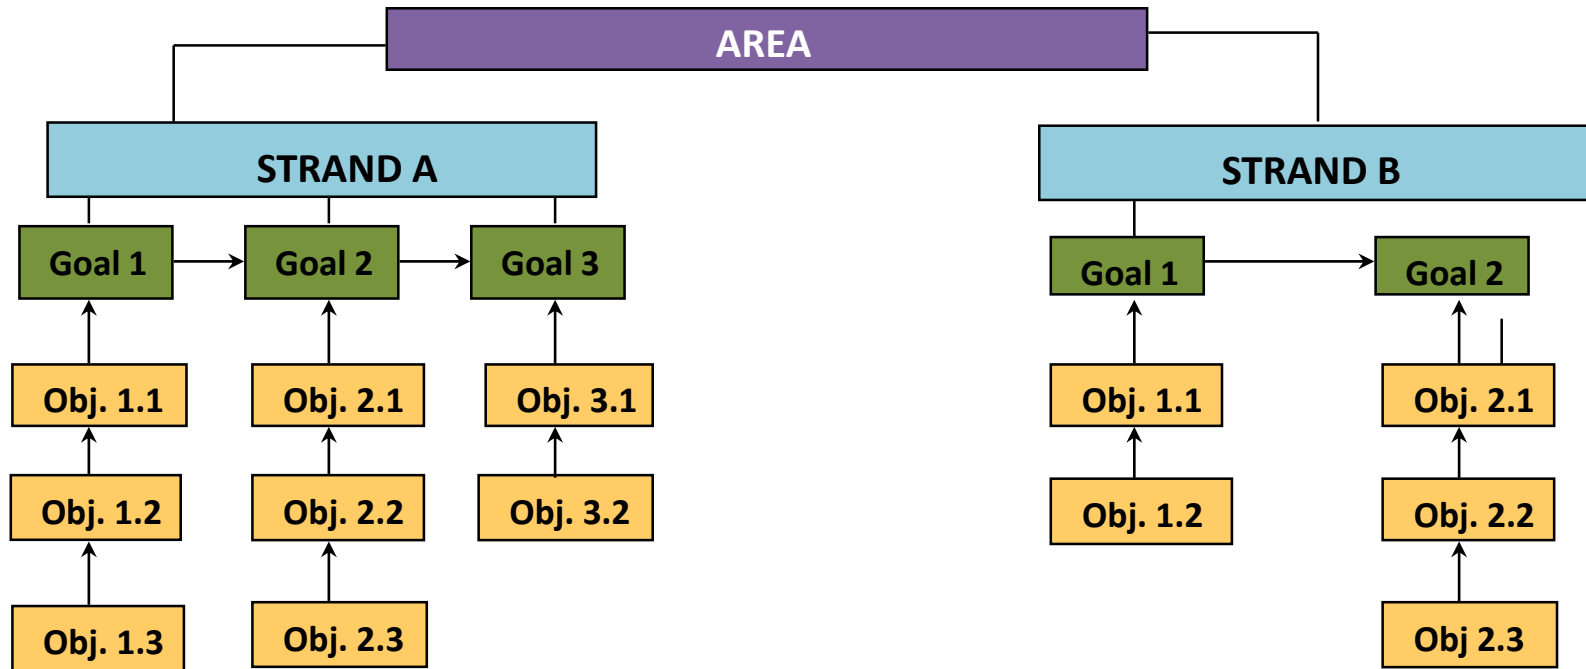 AREA
STRAND A
STRAND B
Goal 1
Goal 2
Goal 3
Goal 1
Goal 2
Obj. 1.1
Obj. 2.1
Obj. 3.1
Obj. 1.1
Obj. 2.1
Obj. 1.2
Obj. 2.2
Obj. 3.2
Obj. 1.2
Obj. 2.2
Obj. 1.3
Obj. 2.3
Obj 2.3